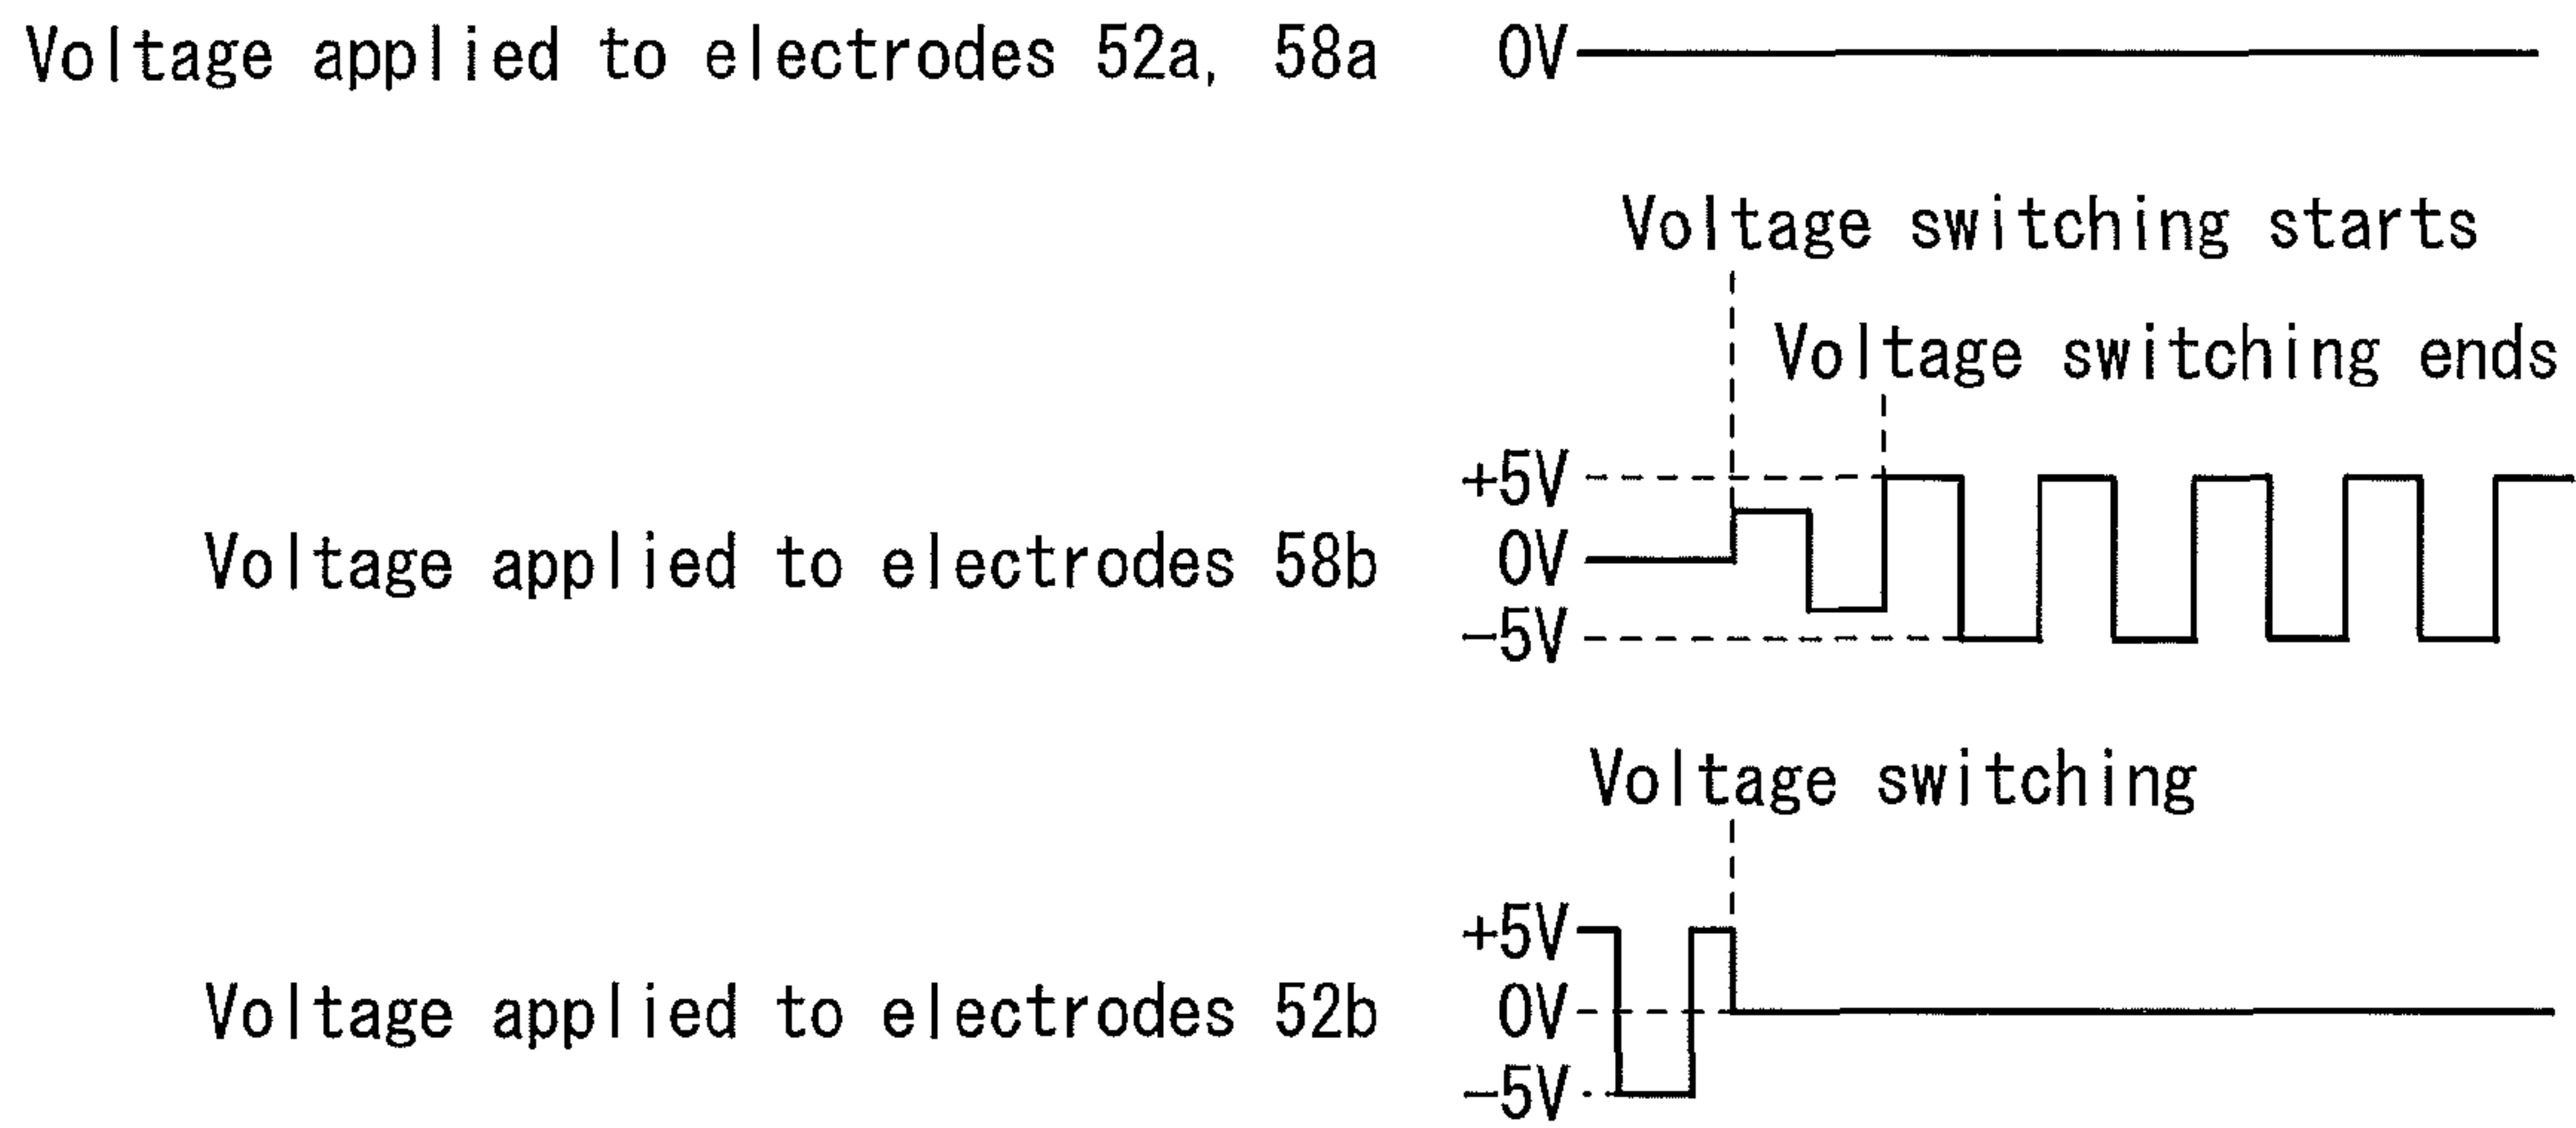 Voltage applied to electrodes 52a, 58a 0V
Voltage switching starts
Voltage switching ends
+5V
Voltage applied to electrodes 58b 0V
-5V
Voltage switching
+5V
Voltage applied to electrodes 52b 0V
-5V